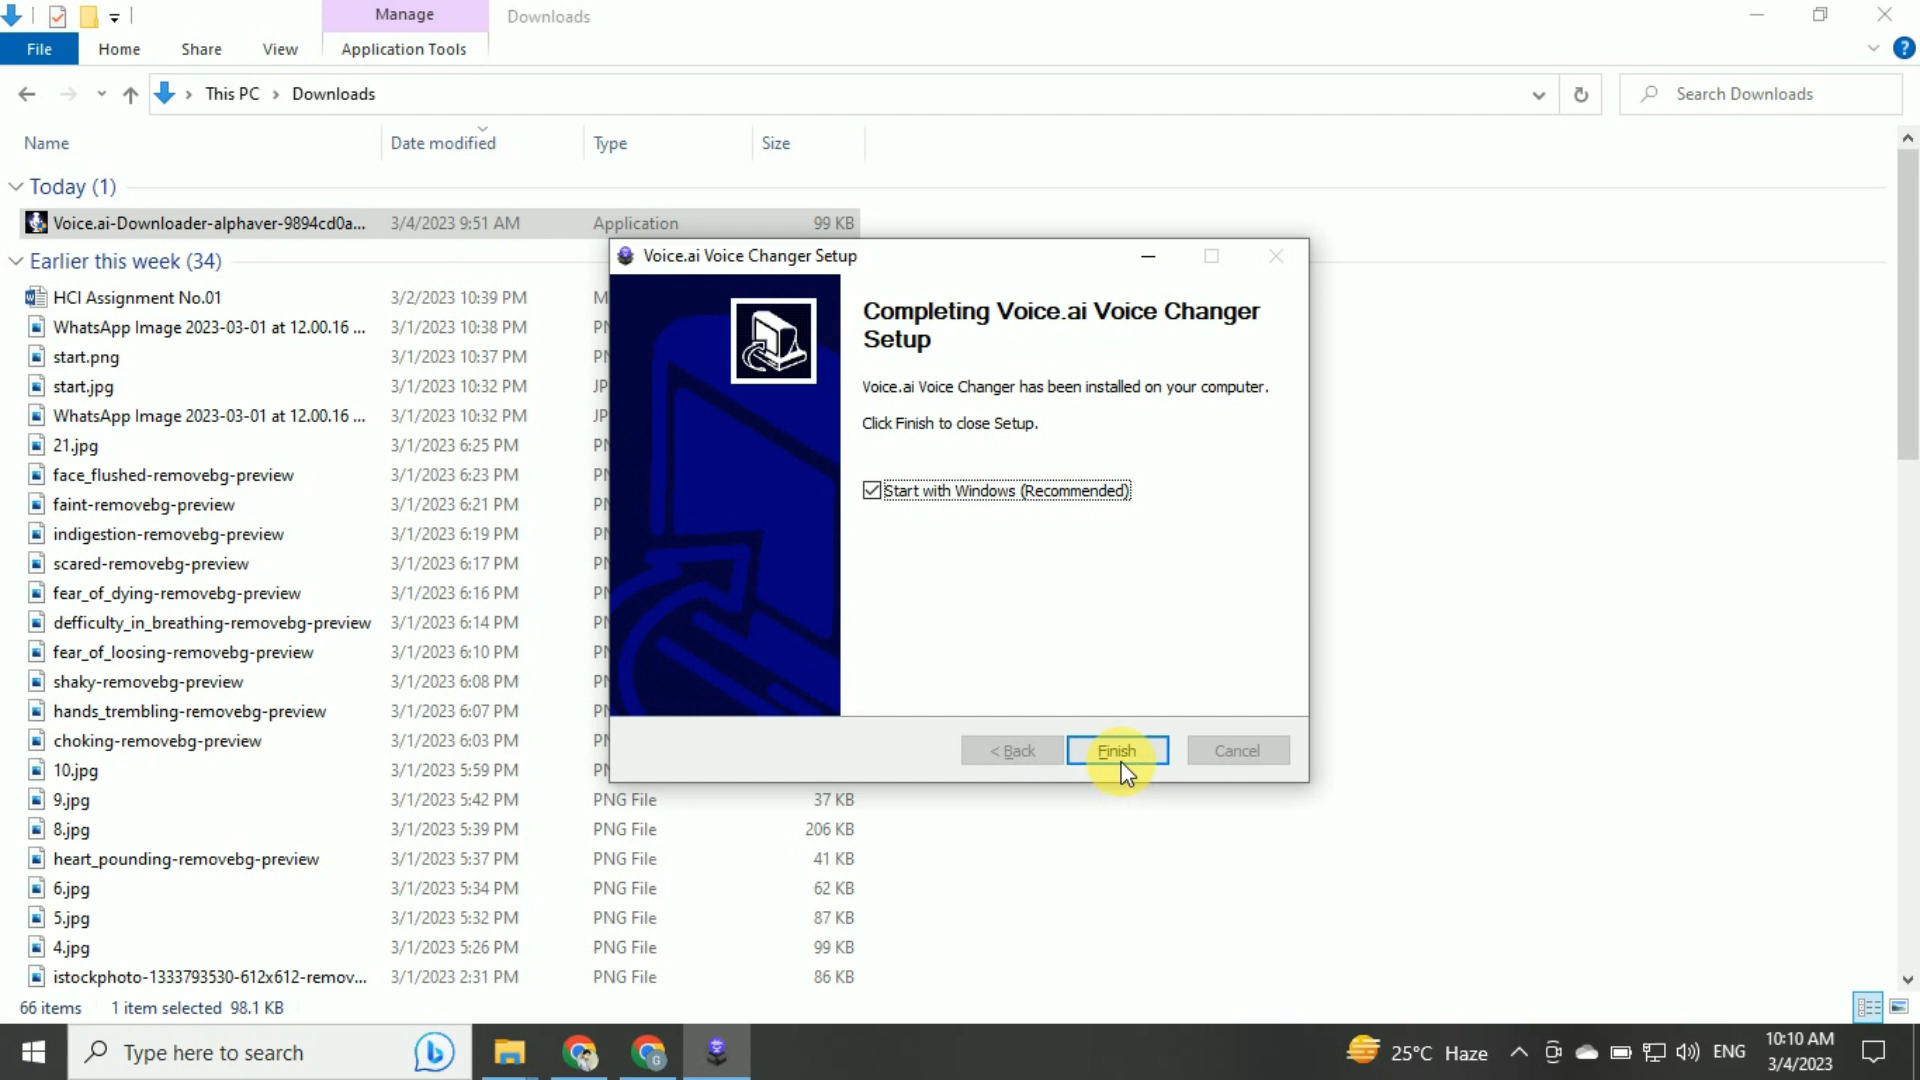 Manage
Downloads
File
Home
Share
View
Application Tools
This PC
Downloads
Search Downloads
Name
Date modified
Type
Size
Today (1)
Voice.ai-Downloader-alphaver-9894cd0a...
3/4/2023 9:51 AM
Application
99 KB
Earlier this week (34)
HCI Assignment No.01
3/2/2023 10:39 PM
M
WhatsApp Image 2023-03-01 at 12.00.16 ...
3/1/2023 10:38 PM
PN
start.png
3/1/2023 10:37 PM
PN
start.jpg
3/1/2023 10:32 PM
JP
WhatsApp Image 2023-03-01 at 12.00.16 ...
3/1/2023 10:32 PM
JP
21.jpg
3/1/2023 6:25 PM
PN
face_flushed-removebg-preview
3/1/2023 6:23 PM
PN
faint-removebg-preview
3/1/2023 6:21 PM
PN
indigestion-removebg-preview
3/1/2023 6:19 PM
PN
scared-removebg-preview
3/1/2023 6:17 PM
PN
fear_of_dying-removebg-preview
3/1/2023 6:16 PM
PN
defficulty_in_breathing-removebg-preview
3/1/2023 6:14 PM
PN
fear_of_loosing-removebg-preview
3/1/2023 6:10 PM
PN
shaky-removebg-preview
3/1/2023 6:08 PM
PN
hands_trembling-removebg-preview
3/1/2023 6:07 PM
PN
choking-removebg-preview
3/1/2023 6:03 PM
PN
10.jpg
3/1/2023 5:59 PM
PN
9.jpg
3/1/2023 5:42 PM
PNG File
37 KB
8.jpg
3/1/2023 5:39 PM
PNG File
206 KB
heart_pounding-removebg-preview
3/1/2023 5:37 PM
PNG File
41 KB
6.jpg
3/1/2023 5:34 PM
PNG File
62 KB
5.jpg
3/1/2023 5:32 PM
PNG File
87 KB
4.jpg
3/1/2023 5:26 PM
PNG File
99 KB
istockphoto-1333793530-612x612-remov...
3/1/2023 2:31 PM
PNG File
86 KB
Voice.ai Voice Changer Setup
Completing Voice.ai Voice Changer
Setup
Voice.ai Voice Changer has been installed on your computer.
Click Finish to close Setup.
Start with Windows (Recommended)
< Back
Finish
Cancel
66 items
1 item selected 98.1 KB
Type here to search
25°C Haze
ENG
10:10 AM
3/4/2023